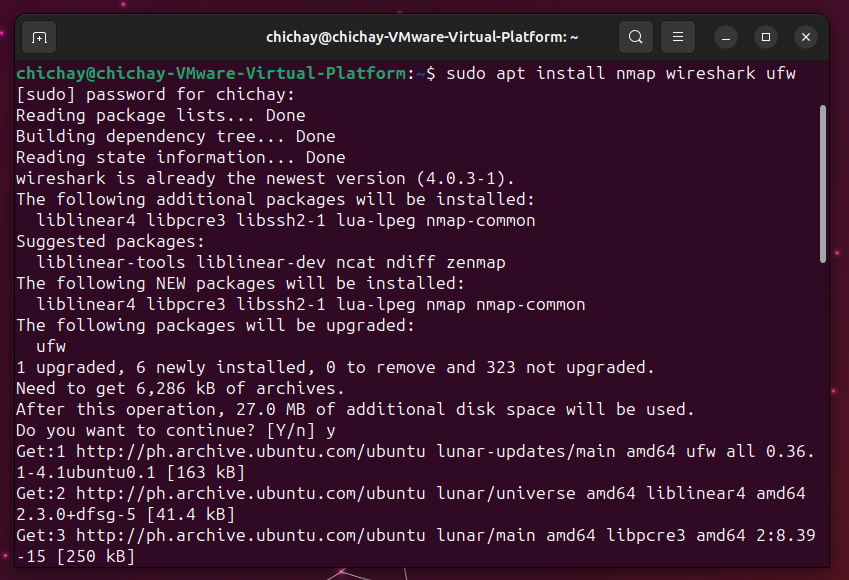 chichay@chichay-VMware-Virtual-Platform: ~
chichay@chichay-VMware-Virtual-Platform:~$ sudo apt install nmap wireshark ufw
[sudo] password for chichay:
Reading package lists... Done
Building dependency tree... Done
Reading state information... Done
wireshark is already the newest version (4.0.3-1).
The following additional packages will be installed:
  liblinear4 libpcre3 libssh2-1 lua-lpeg nmap-common
Suggested packages:
  liblinear-tools liblinear-dev ncat ndiff zenmap
The following NEW packages will be installed:
  liblinear4 libpcre3 libssh2-1 lua-lpeg nmap nmap-common
The following packages will be upgraded:
  ufw
1 upgraded, 6 newly installed, 0 to remove and 323 not upgraded.
Need to get 6,286 kB of archives.
After this operation, 27.0 MB of additional disk space will be used.
Do you want to continue? [Y/n] y
Get:1 http://ph.archive.ubuntu.com/ubuntu lunar-updates/main amd64 ufw all 0.36.
1-4.1ubuntu0.1 [163 kB]
Get:2 http://ph.archive.ubuntu.com/ubuntu lunar/universe amd64 liblinear4 amd64
2.3.0+dfsg-5 [41.4 kB]
Get:3 http://ph.archive.ubuntu.com/ubuntu lunar/main amd64 libpcre3 amd64 2:8.39
-15 [250 kB]